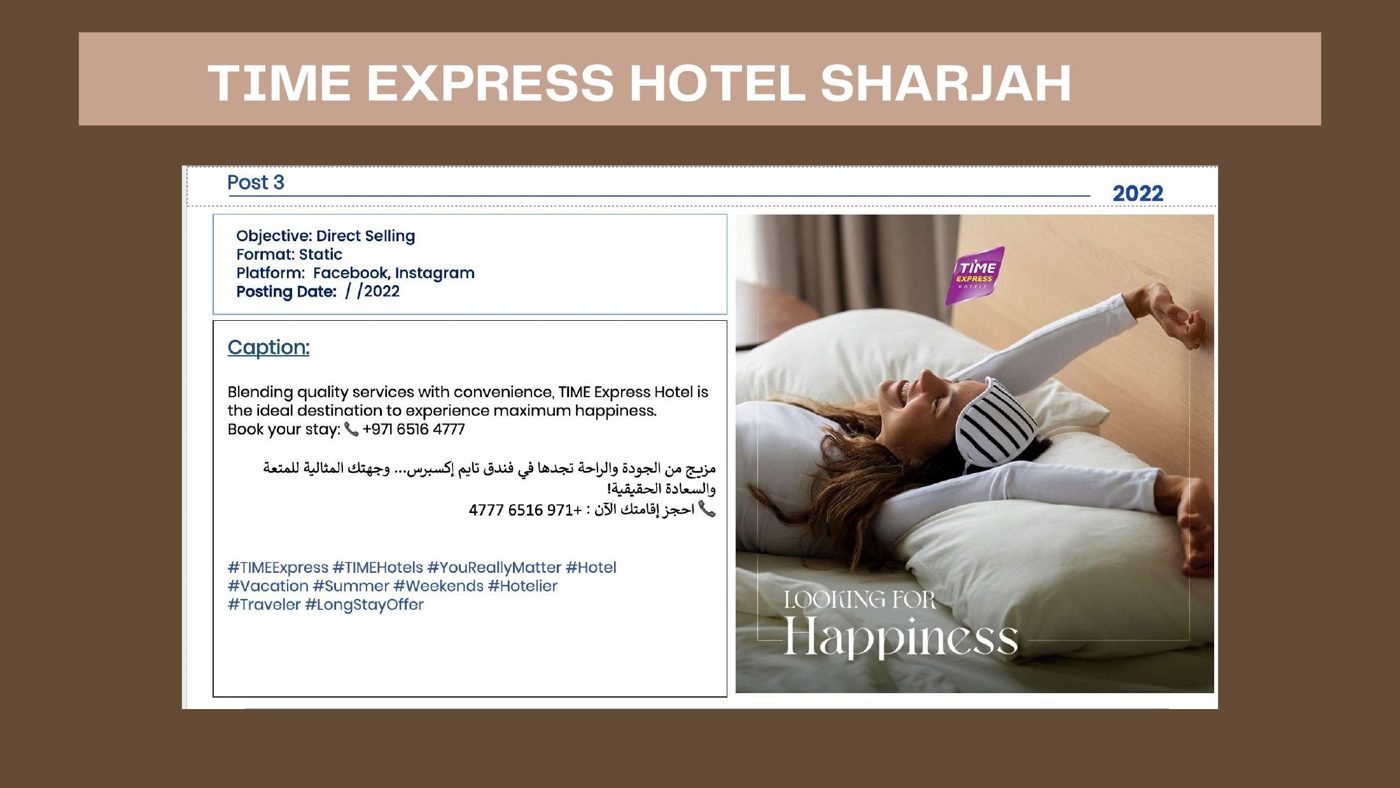 TIME EXPRESS HOTEL SHARJAH
Post 3
2022
Objective: Direct Selling
Format: Static
Platform: Facebook, Instagram
Posting Date: / /2022
Caption:
Blending quality services with convenience, TIME Express Hotel is
the ideal destination to experience maximum happiness.
Book your stay: 📞 +971 6516 4777
مزيج من الجودة والراحة تجدها في فندق تايم إكسبرس... وجهتك المثالية للمتعة
والسعادة الحقيقية!
📞 احجز إقامتك الآن : +971 6516 4777
#TIMEExpress #TIMEHotels #YouReallyMatter #Hotel
#Vacation #Summer #Weekends #Hotelier
#Traveler #LongStayOffer
TIME
EXPRESS
HOTELS
LOOKING FOR
Happiness